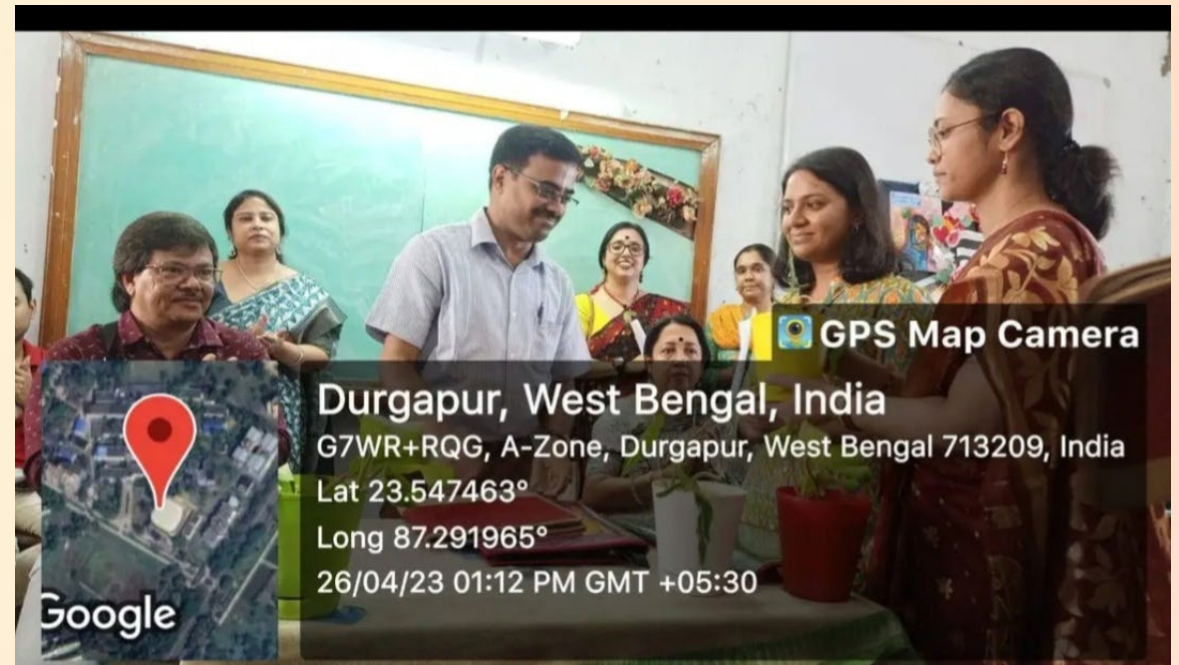 GPS Map Camera
Durgapur, West Bengal, India
G7WR+RQG, A-Zone, Durgapur, West Bengal 713209, India
Lat 23.547463°
Long 87.291965°
26/04/23 01:12 PM GMT +05:30
Google